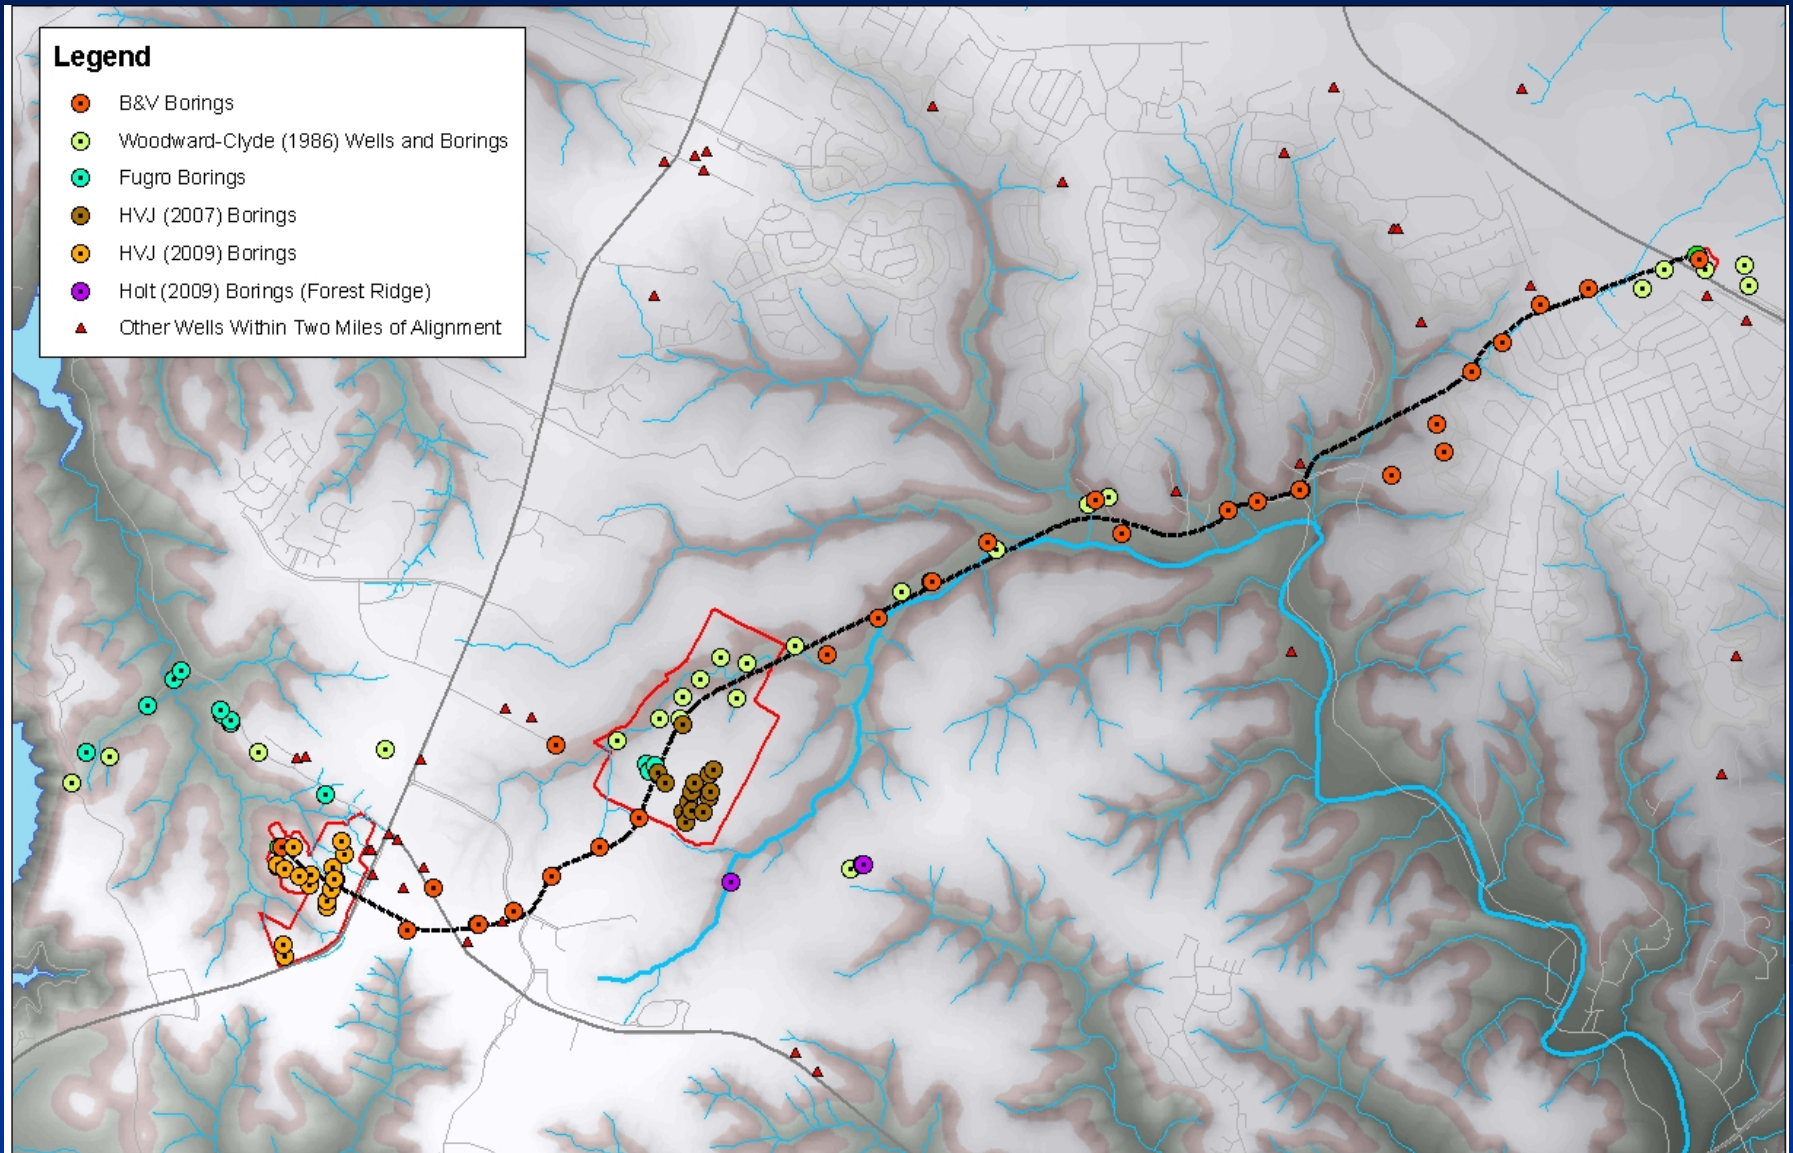 Legend
B&V Borings
Woodward-Clyde (1986) Wells and Borings
Fugro Borings
HVJ (2007) Borings
HVJ (2009) Borings
Holt (2009) Borings (Forest Ridge)
Other Wells Within Two Miles of Alignment